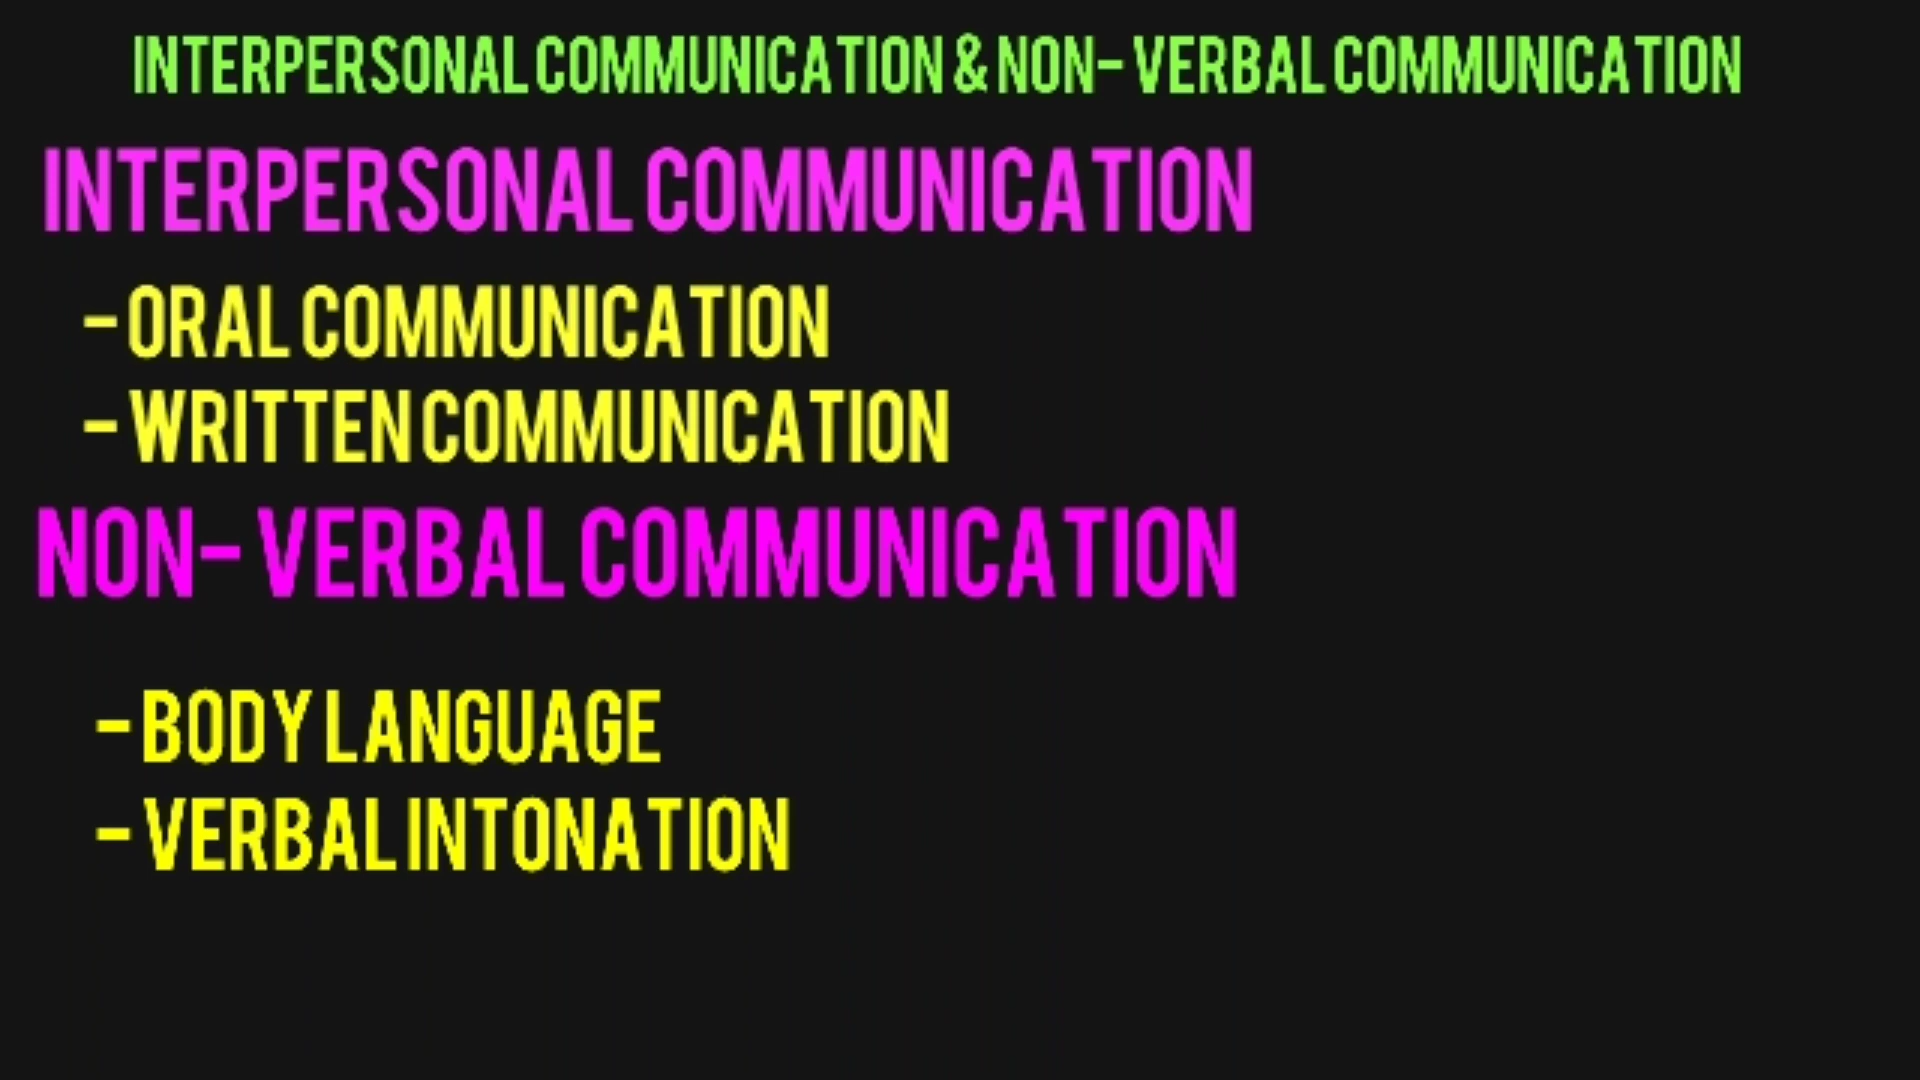 INTERPERSONAL COMMUNICATION & NON- VERBAL COMMUNICATION
INTERPERSONAL COMMUNICATION
- ORAL COMMUNICATION
- WRITTEN COMMUNICATION
NON- VERBAL COMMUNICATION
- BODY LANGUAGE
- VERBAL INTONATION